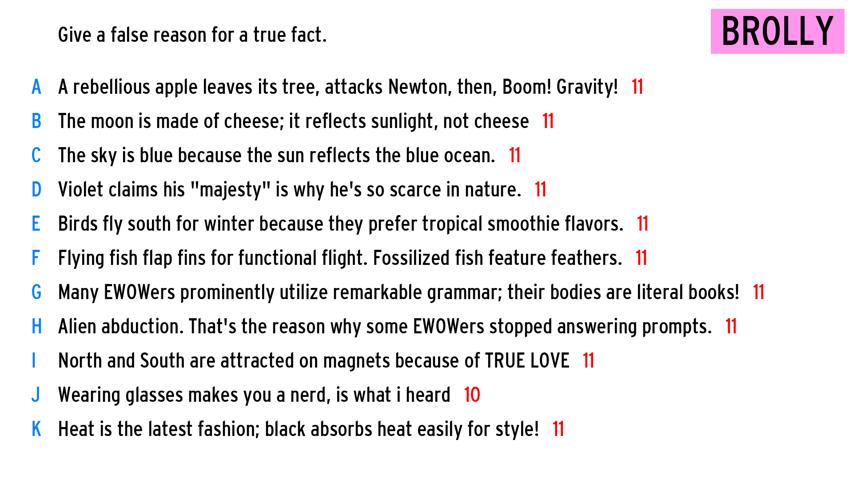 Give a false reason for a true fact.
BROLLY
A A rebellious apple leaves its tree, attacks Newton, then, Boom! Gravity! 11
B The moon is made of cheese; it reflects sunlight, not cheese 11
C The sky is blue because the sun reflects the blue ocean. 11
D Violet claims his "majesty" is why he's so scarce in nature. 11
E Birds fly south for winter because they prefer tropical smoothie flavors. 11
F Flying fish flap fins for functional flight. Fossilized fish feature feathers. 11
G Many EWOWers prominently utilize remarkable grammar; their bodies are literal books! 11
H Alien abduction. That's the reason why some EWOWers stopped answering prompts. 11
I North and South are attracted on magnets because of TRUE LOVE 11
J Wearing glasses makes you a nerd, is what i heard 10
K Heat is the latest fashion; black absorbs heat easily for style! 11